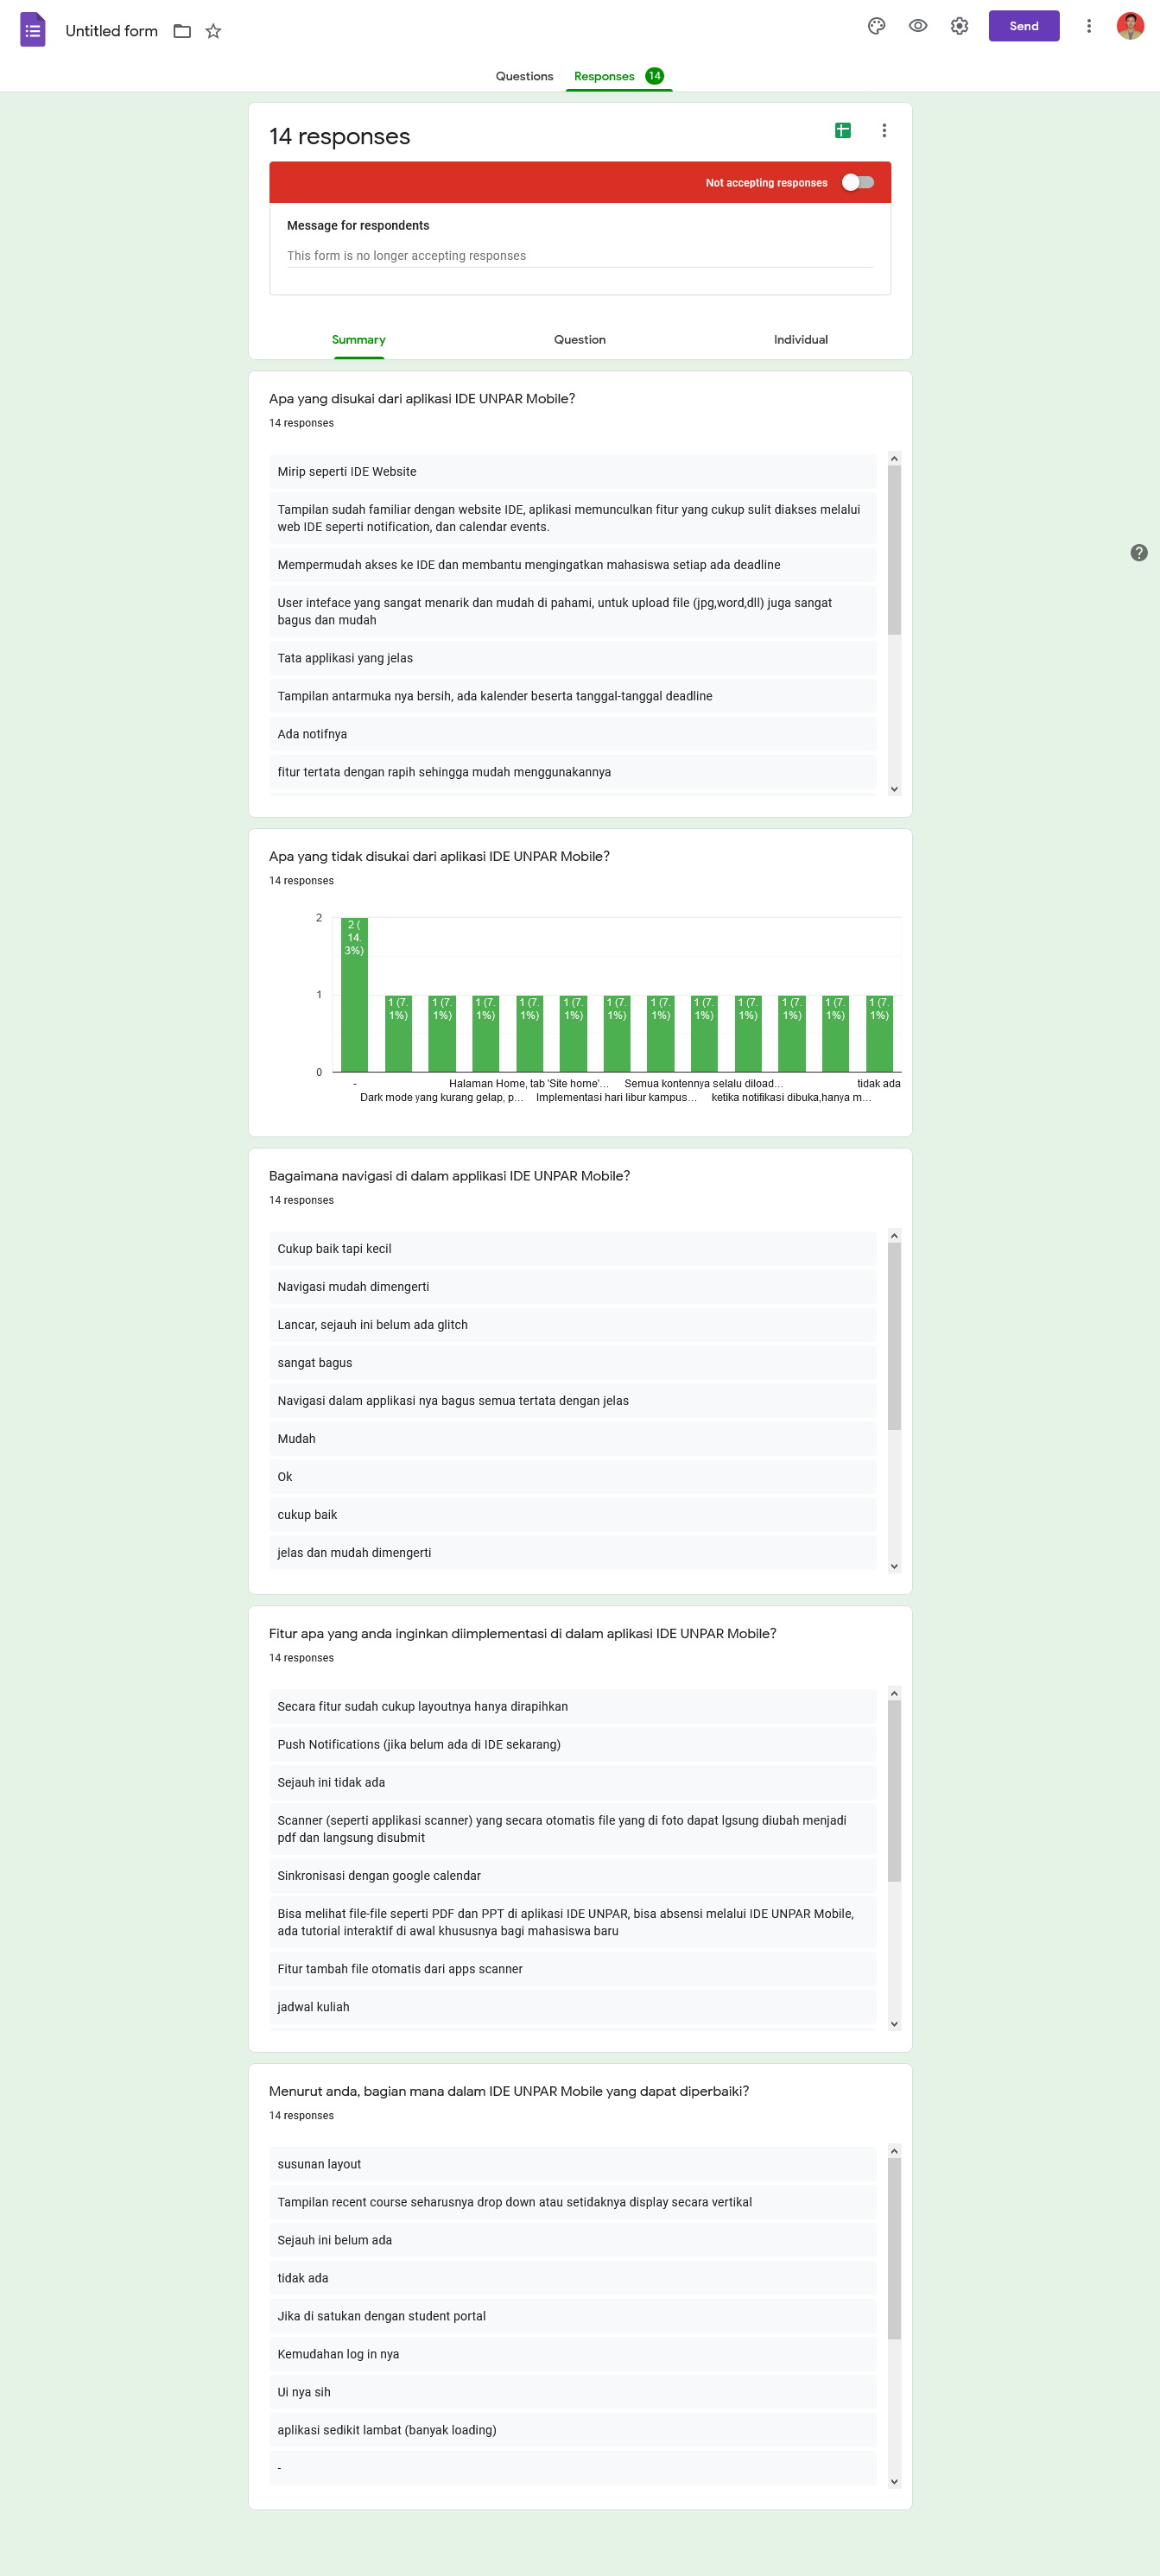 Untitled form
Send
Questions
Responses
14
14 responses
Not accepting responses
Message for respondents
This form is no longer accepting responses
Summary
Question
Individual
Apa yang disukai dari aplikasi IDE UNPAR Mobile?
14 responses
Mirip seperti IDE Website
Tampilan sudah familiar dengan website IDE, aplikasi memunculkan fitur yang cukup sulit diakses melalui
web IDE seperti notification, dan calendar events.
Mempermudah akses ke IDE dan membantu mengingatkan mahasiswa setiap ada deadline
User inteface yang sangat menarik dan mudah di pahami, untuk upload file (jpg,word,dll) juga sangat
bagus dan mudah
Tata applikasi yang jelas
Tampilan antarmuka nya bersih, ada kalender beserta tanggal-tanggal deadline
Ada notifnya
fitur tertata dengan rapih sehingga mudah menggunakannya
Apa yang tidak disukai dari aplikasi IDE UNPAR Mobile?
14 responses
2
1
0
2 (
14.
3%)
1 (7.
1%)
1 (7.
1%)
1 (7.
1%)
1 (7.
1%)
1 (7.
1%)
1 (7.
1%)
1 (7.
1%)
1 (7.
1%)
1 (7.
1%)
1 (7.
1%)
1 (7.
1%)
1 (7.
1%)
-
Halaman Home, tab 'Site home'...
Semua kontennya selalu diload...
tidak ada
Dark mode yang kurang gelap, p...
Implementasi hari libur kampus...
ketika notifikasi dibuka,hanya m...
Bagaimana navigasi di dalam applikasi IDE UNPAR Mobile?
14 responses
Cukup baik tapi kecil
Navigasi mudah dimengerti
Lancar, sejauh ini belum ada glitch
sangat bagus
Navigasi dalam applikasi nya bagus semua tertata dengan jelas
Mudah
Ok
cukup baik
jelas dan mudah dimengerti
Fitur apa yang anda inginkan diimplementasi di dalam aplikasi IDE UNPAR Mobile?
14 responses
Secara fitur sudah cukup layoutnya hanya dirapihkan
Push Notifications (jika belum ada di IDE sekarang)
Sejauh ini tidak ada
Scanner (seperti applikasi scanner) yang secara otomatis file yang di foto dapat lgsung diubah menjadi
pdf dan langsung disubmit
Sinkronisasi dengan google calendar
Bisa melihat file-file seperti PDF dan PPT di aplikasi IDE UNPAR, bisa absensi melalui IDE UNPAR Mobile,
ada tutorial interaktif di awal khususnya bagi mahasiswa baru
Fitur tambah file otomatis dari apps scanner
jadwal kuliah
Menurut anda, bagian mana dalam IDE UNPAR Mobile yang dapat diperbaiki?
14 responses
susunan layout
Tampilan recent course seharusnya drop down atau setidaknya display secara vertikal
Sejauh ini belum ada
tidak ada
Jika di satukan dengan student portal
Kemudahan log in nya
Ui nya sih
aplikasi sedikit lambat (banyak loading)
-